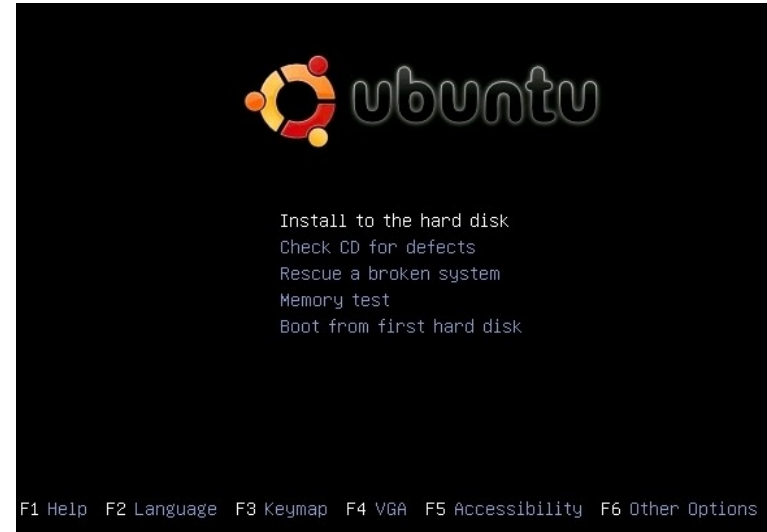 ubuntu
Install to the hard disk
Check CD for defects
Rescue a broken system
Memory test
Boot from first hard disk
F1 Help F2 Language F3 Keymap F4 VGA F5 Accessibility F6 Other Options